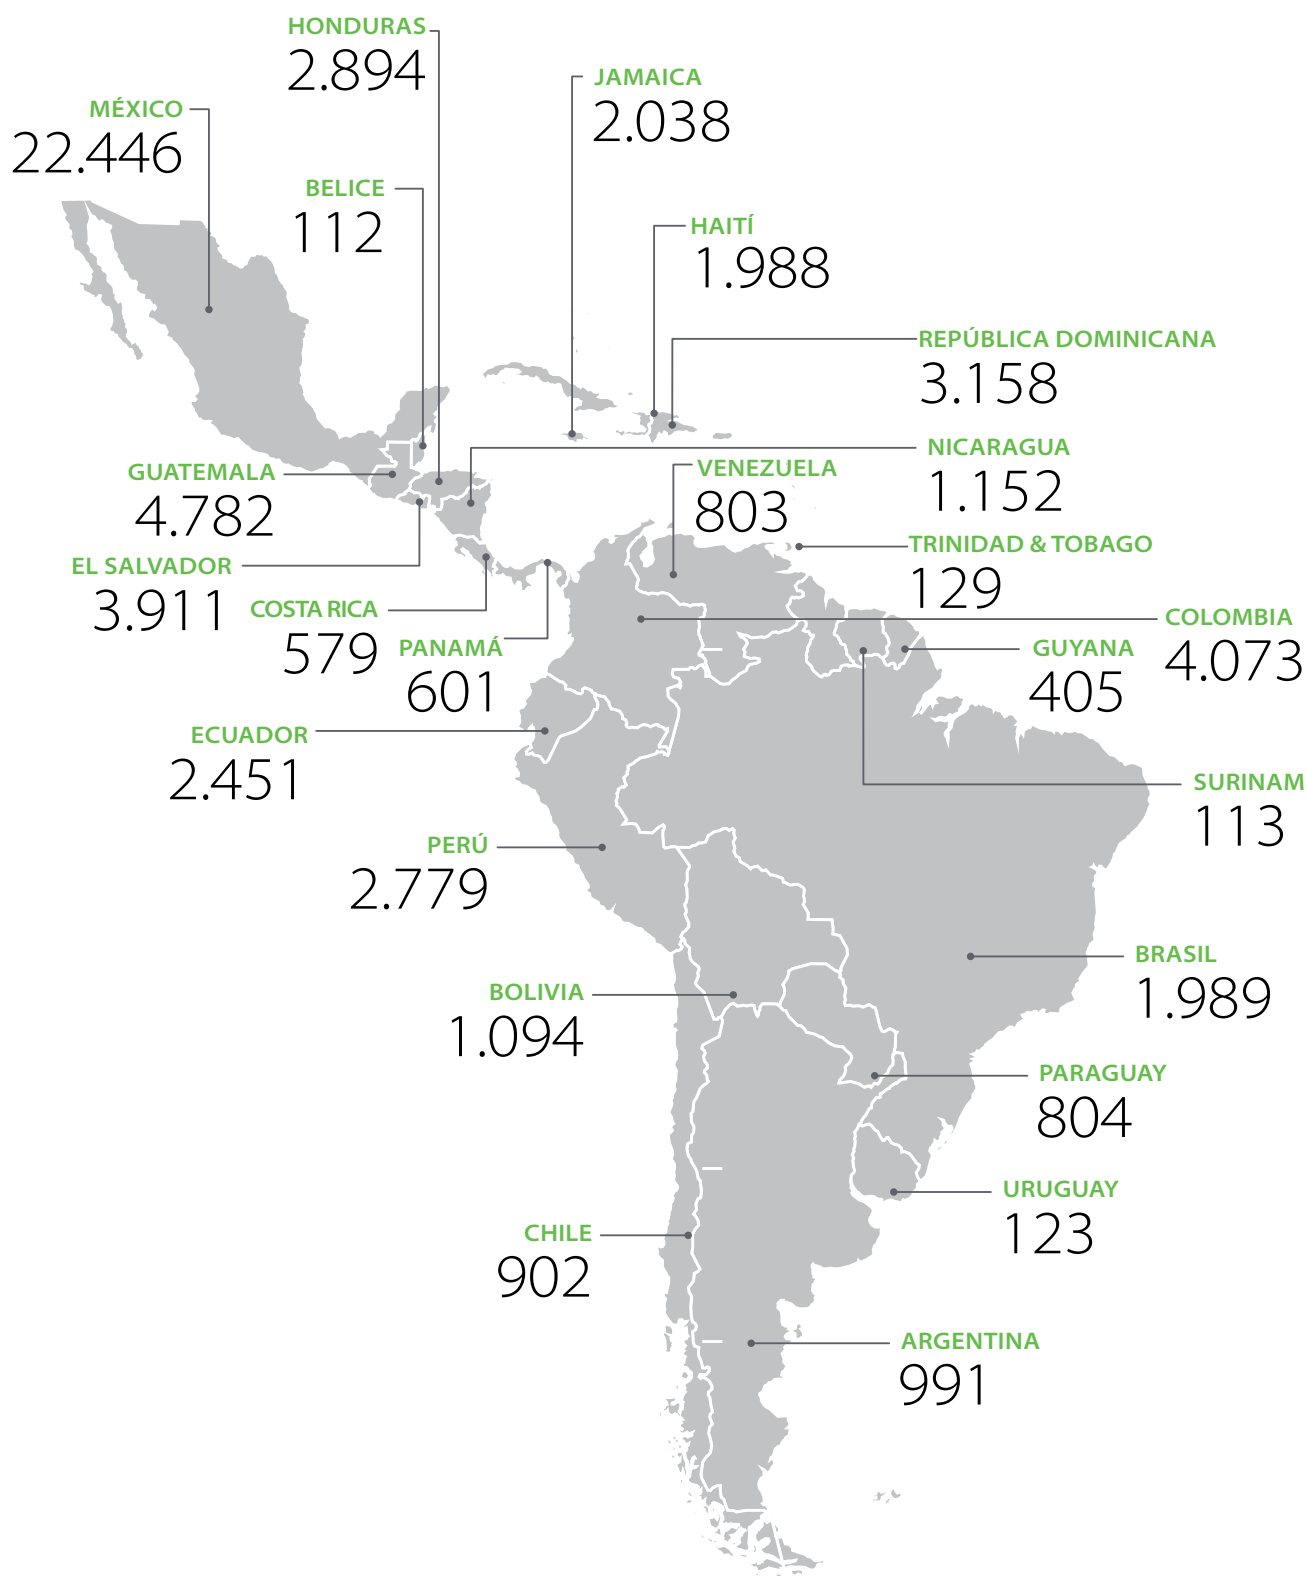 HONDURAS
2.894
JAMAICA
2.038
MÉXICO
22.446
BELICE
112
HAITÍ
1.988
REPÚBLICA DOMINICANA
3.158
NICARAGUA
1.152
VENEZUELA
803
GUATEMALA
4.782
TRINIDAD & TOBAGO
129
EL SALVADOR
3.911
COSTA RICA
579
PANAMÁ
601
COLOMBIA
4.073
GUYANA
405
ECUADOR
2.451
SURINAM
113
PERÚ
2.779
BRASIL
1.989
BOLIVIA
1.094
PARAGUAY
804
URUGUAY
123
CHILE
902
ARGENTINA
991